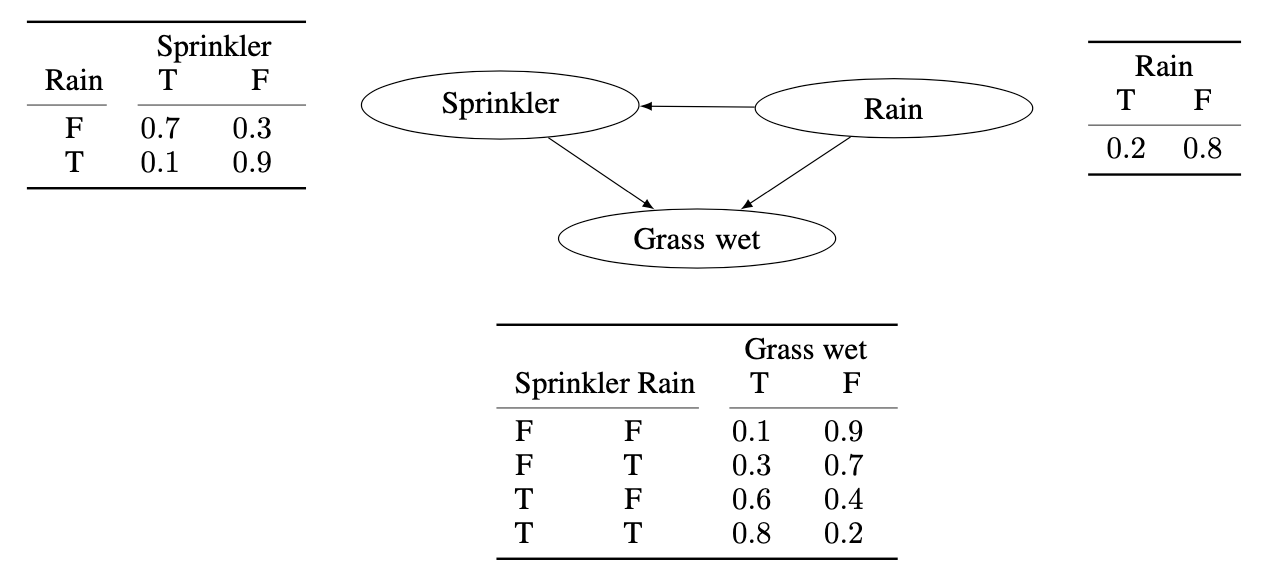 Sprinkler
Rain T F
F 0.7 0.3
T 0.1 0.9
Sprinkler
Rain
Rain
T F
0.2 0.8
Grass wet
Grass wet
Sprinkler Rain T F
F F 0.1 0.9
F T 0.3 0.7
T F 0.6 0.4
T T 0.8 0.2